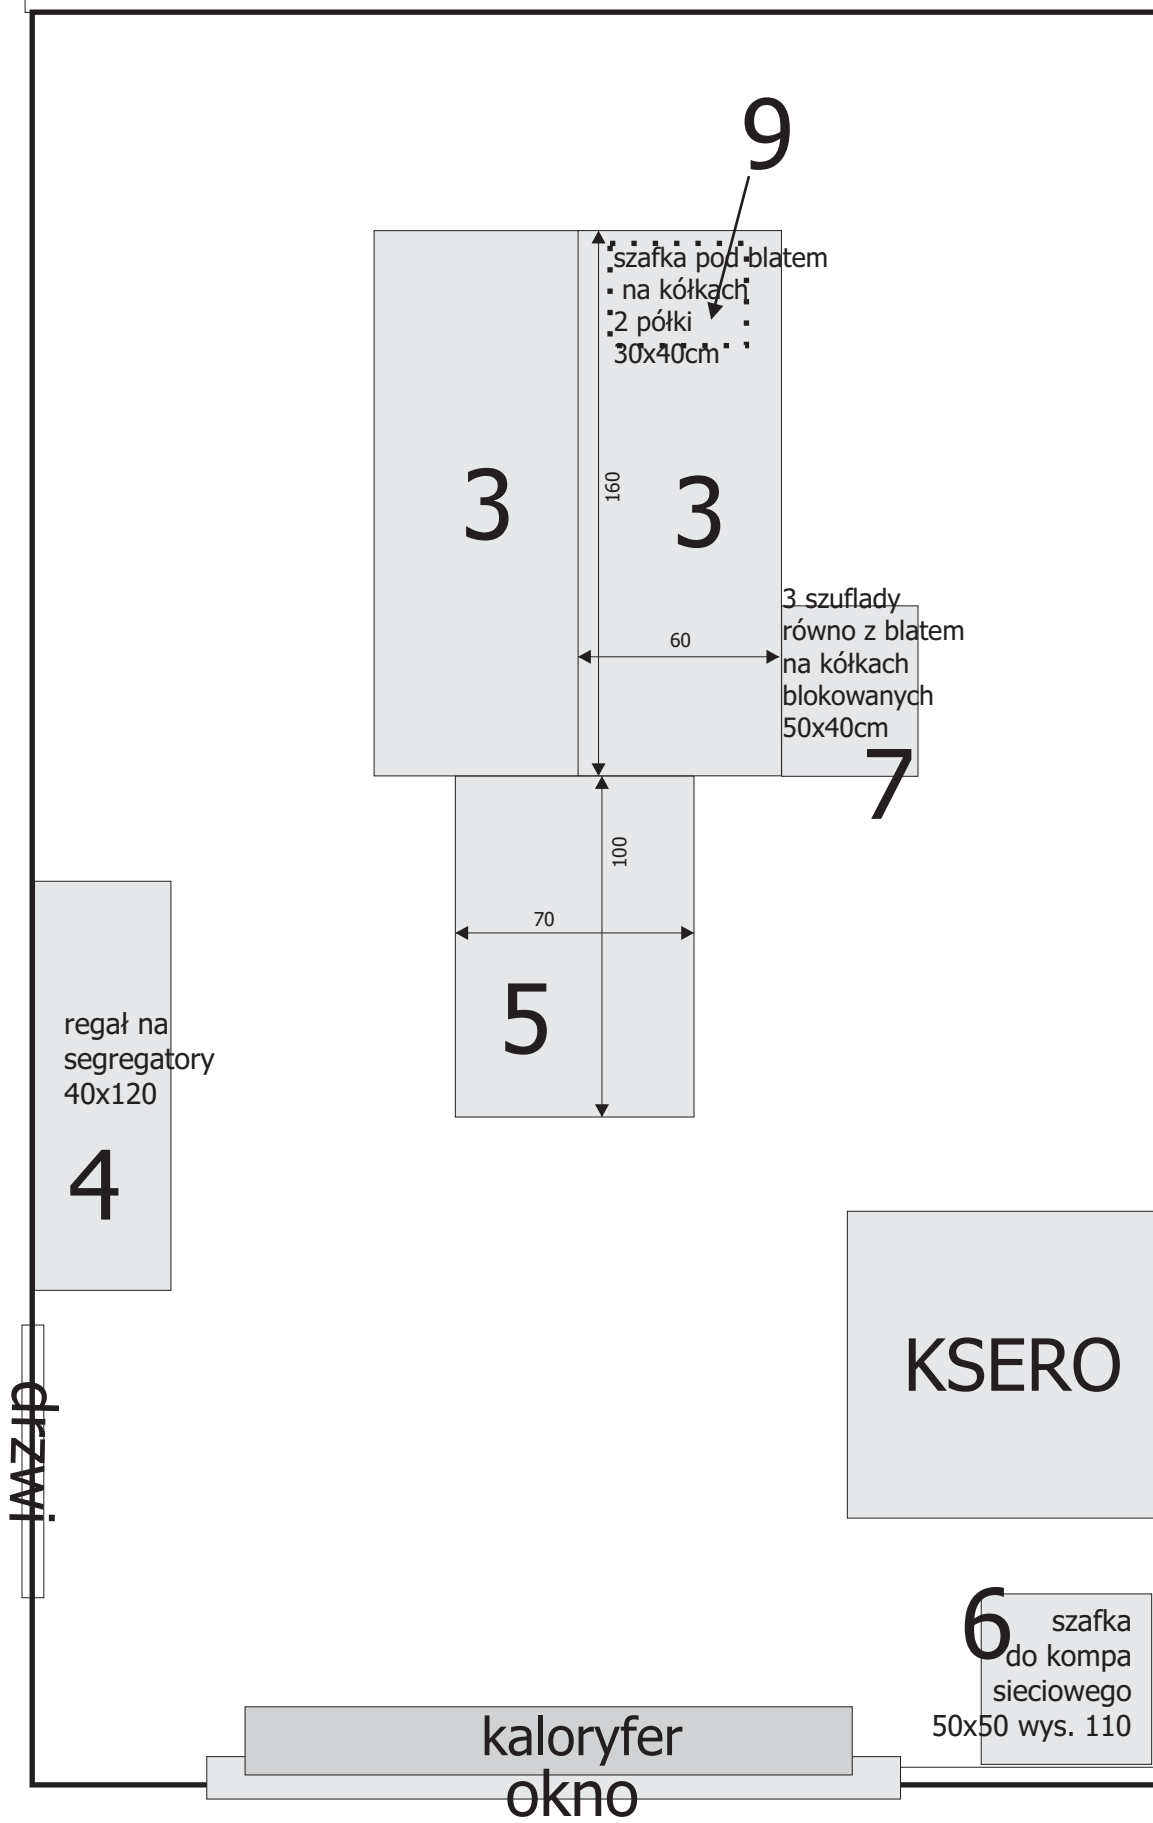 9
szafka pod blatem
na kółkach
2 półki
30x40cm
3
160
3
3 szuflady
równo z blatem
na kółkach
blokowanych
50x40cm
60
7
100
70
5
regał na
segregatory
40x120
4
KSERO
drzwi
6
szafka
do kompa
sieciowego
50x50 wys. 110
kaloryfer
okno